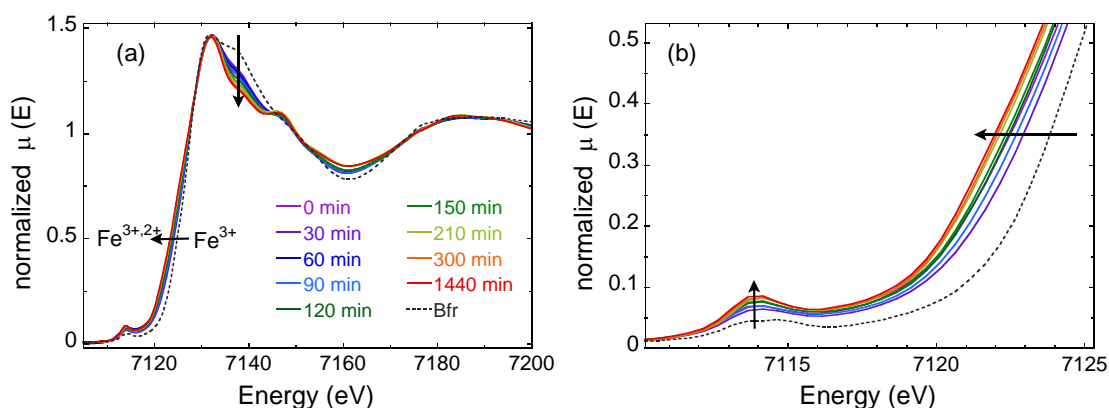 (a)
1.5
1
0.5
0
normalized μ (E)
Fe³⁺,²⁺
Fe³⁺
0 min
30 min
60 min
90 min
120 min
150 min
210 min
300 min
1440 min
Bfr
7120
7140
7160
7180
7200
Energy (eV)
(b)
0.5
0.4
0.3
0.2
0.1
0
normalized μ (E)
7115
7120
7125
Energy (eV)